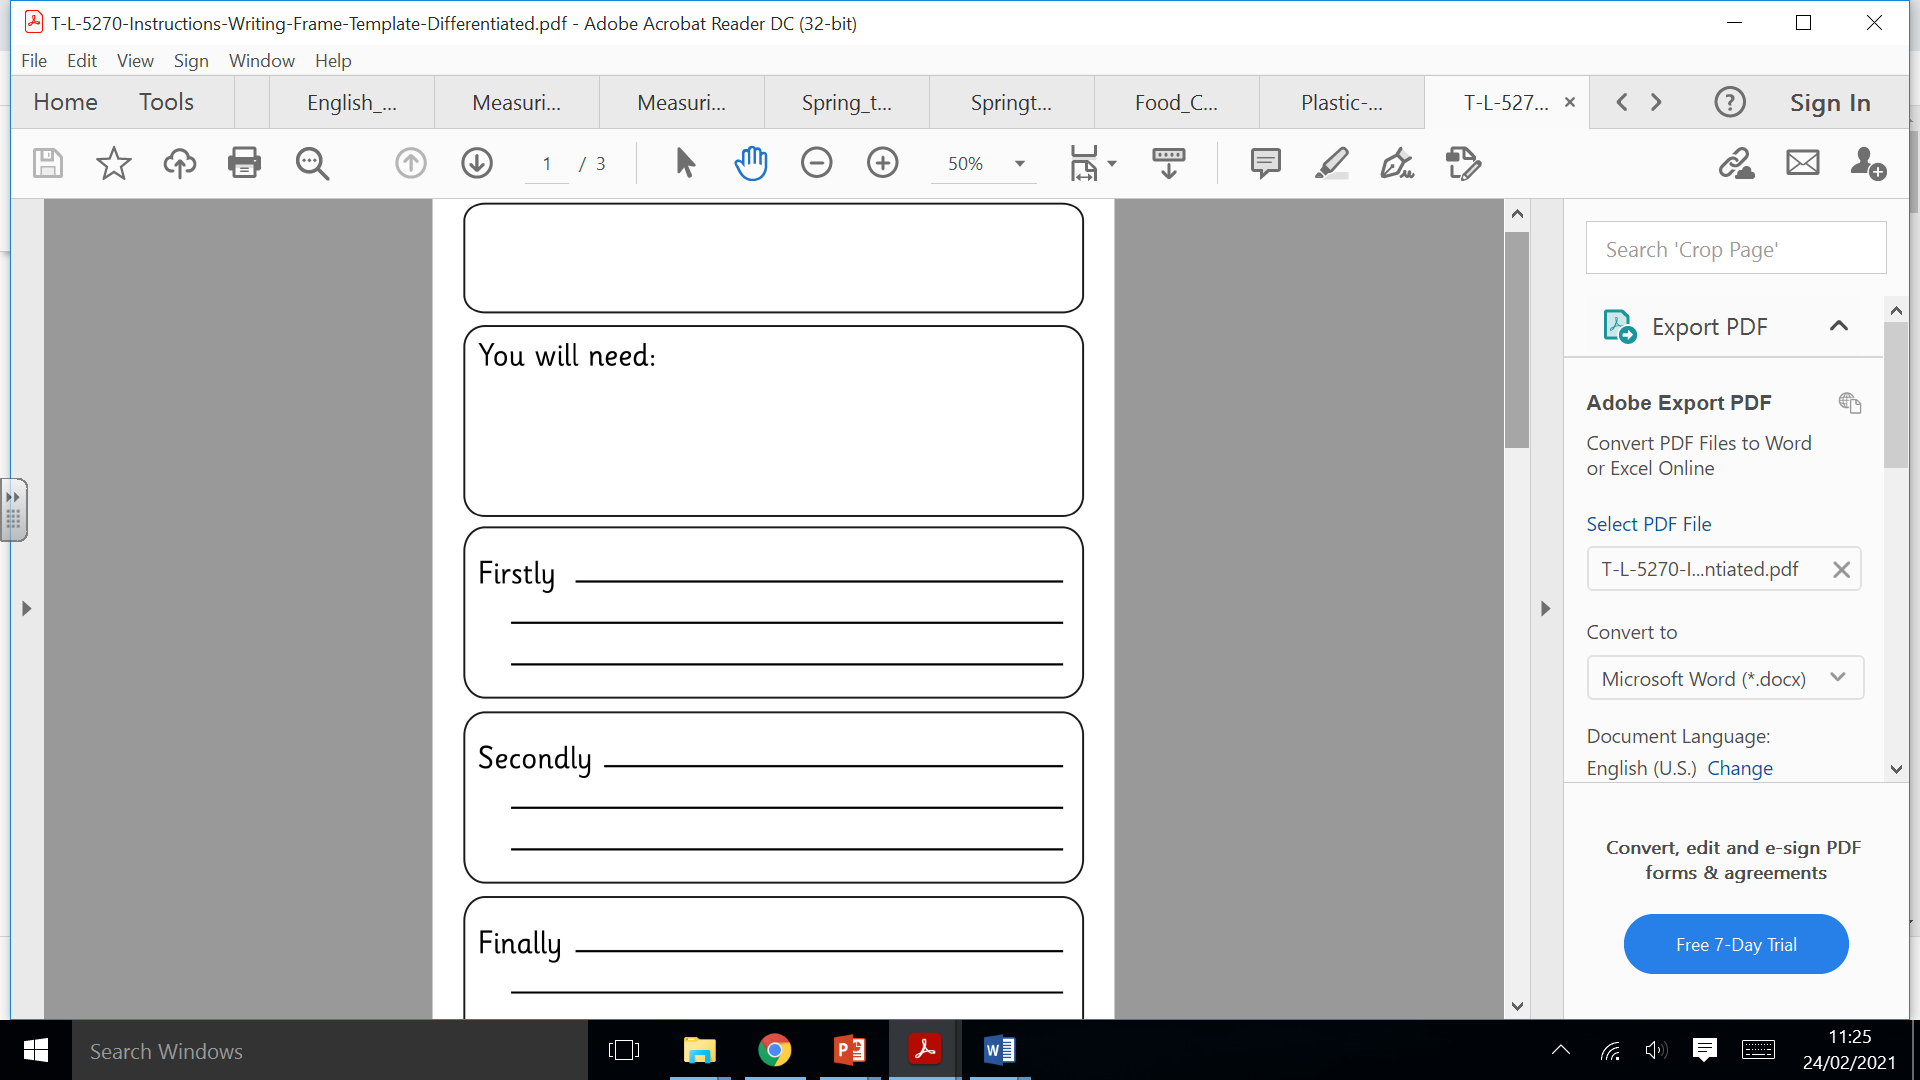 T-L-5270-Instructions-Writing-Frame-Template-Differentiated.pdf - Adobe Acrobat Reader DC (32-bit)
File Edit View Sign Window Help
Home Tools English_... Measuri... Measuri... Spring_t... Springt... Food_C... Plastic-... T-L-527... Sign In
1 / 3 50%
You will need:
Firstly
Secondly
Finally
Search 'Crop Page'
Export PDF
Adobe Export PDF
Convert PDF Files to Word
or Excel Online
Select PDF File
T-L-5270-I...ntiated.pdf
Convert to
Microsoft Word (*.docx)
Document Language:
English (U.S.) Change
Convert, edit and e-sign PDF
forms & agreements
Free 7-Day Trial
Search Windows
11:25
24/02/2021